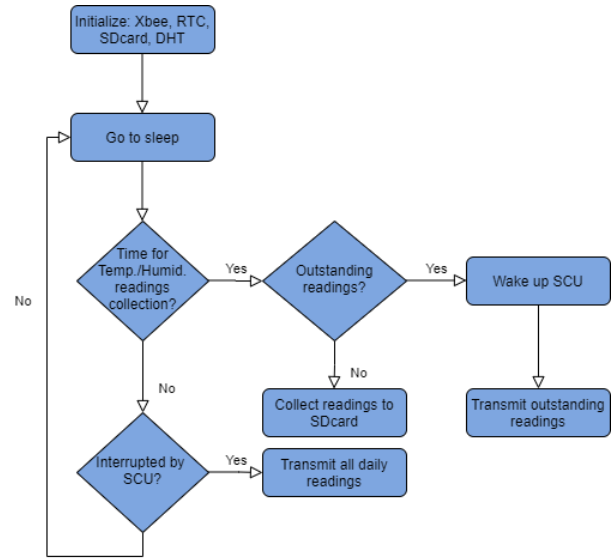 Initialize: Xbee, RTC,
SDcard, DHT
Go to sleep
Time for
Temp./Humid.
readings
collection?
Yes
Outstanding
readings?
Yes
Wake up SCU
No
No
No
Collect readings to
SDcard
Transmit outstanding
readings
Interrupted by
SCU?
Yes
Transmit all daily
readings